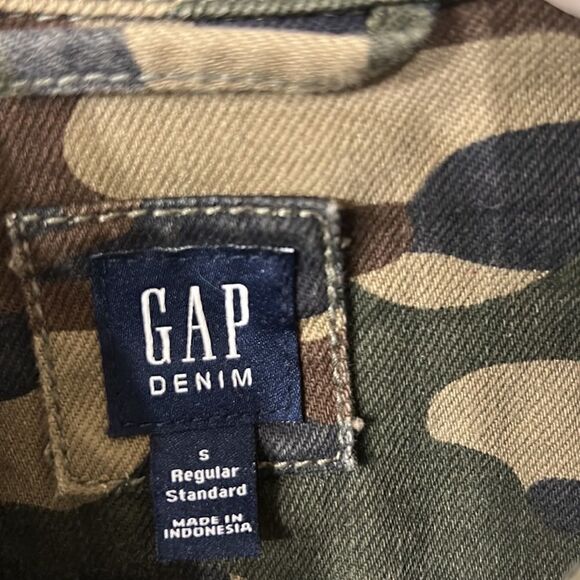 GAP
DENIM
S
Regular
Standard
MADE IN
INDONESIA